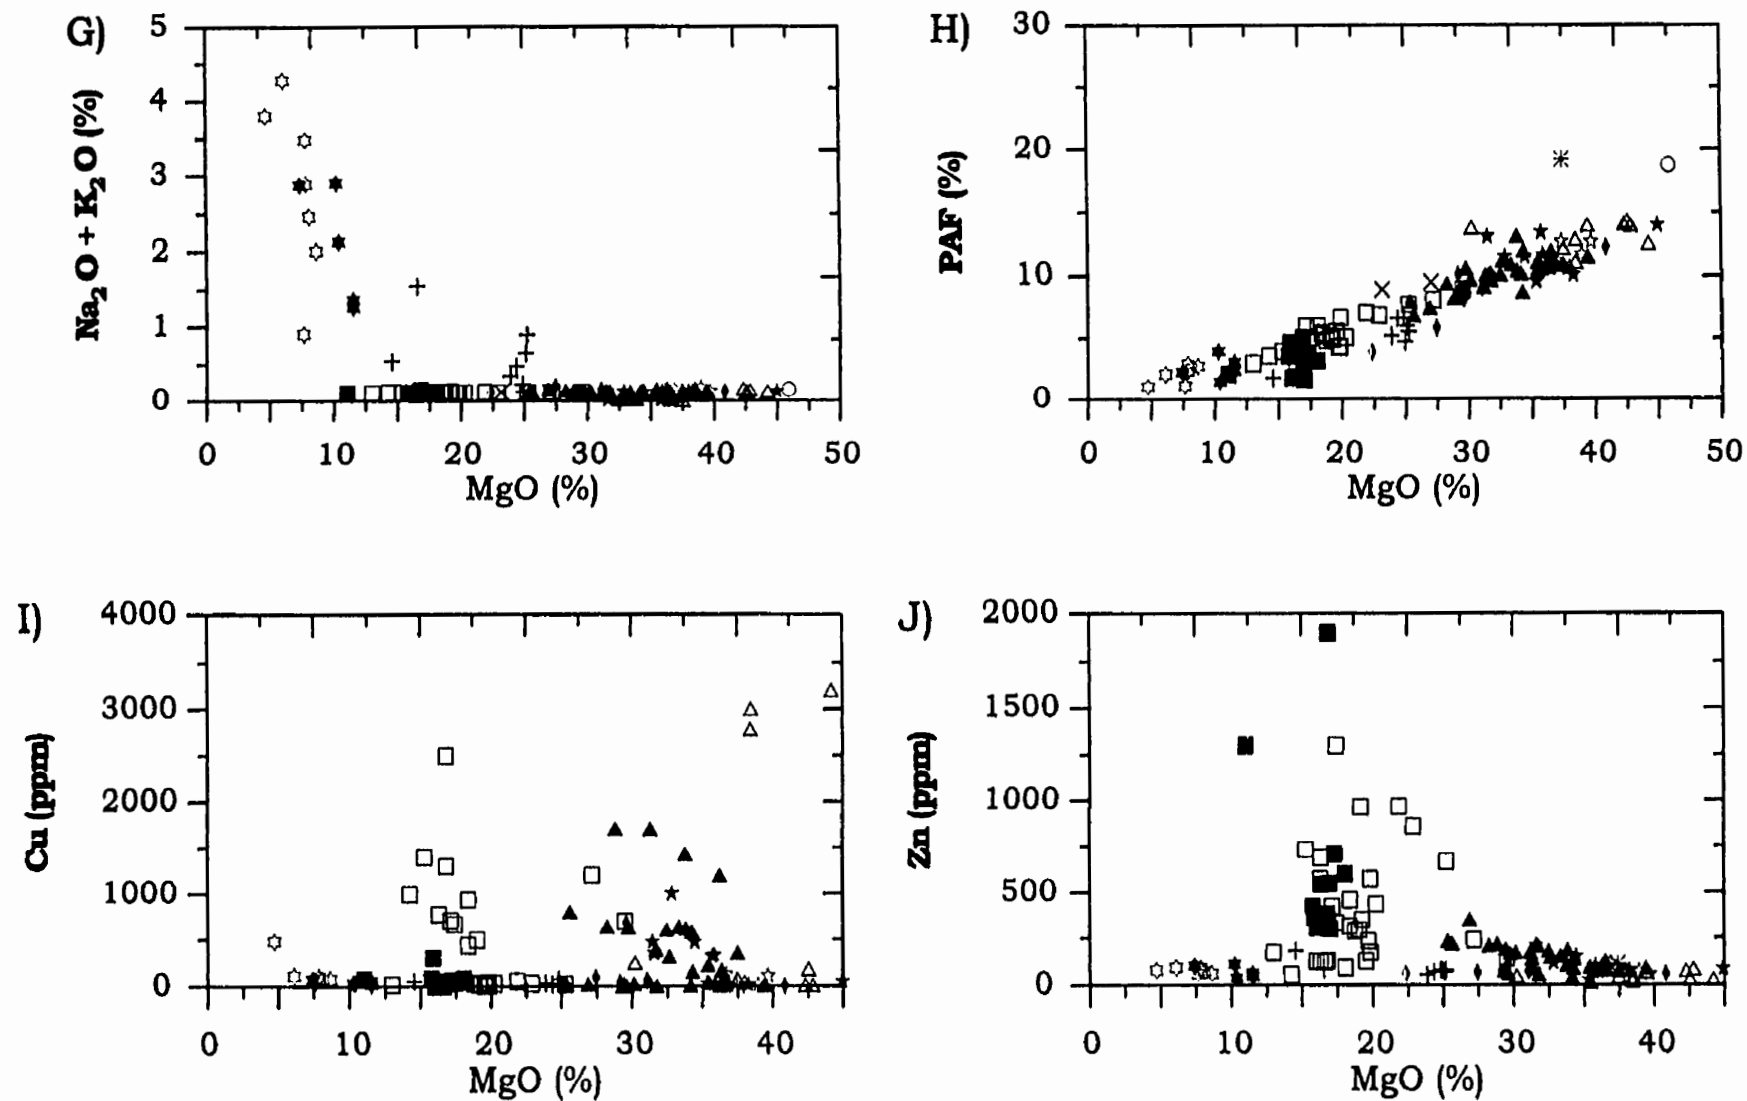 G)
Na₂O + K₂O (%)
5
4
3
2
1
0
0 10 20 30 40 50
MgO (%)
H)
PAF (%)
30
20
10
0
0 10 20 30 40 50
MgO (%)
I)
Cu (ppm)
4000
3000
2000
1000
0
0 10 20 30 40
MgO (%)
J)
Zn (ppm)
2000
1500
1000
500
0
0 10 20 30 40
MgO (%)